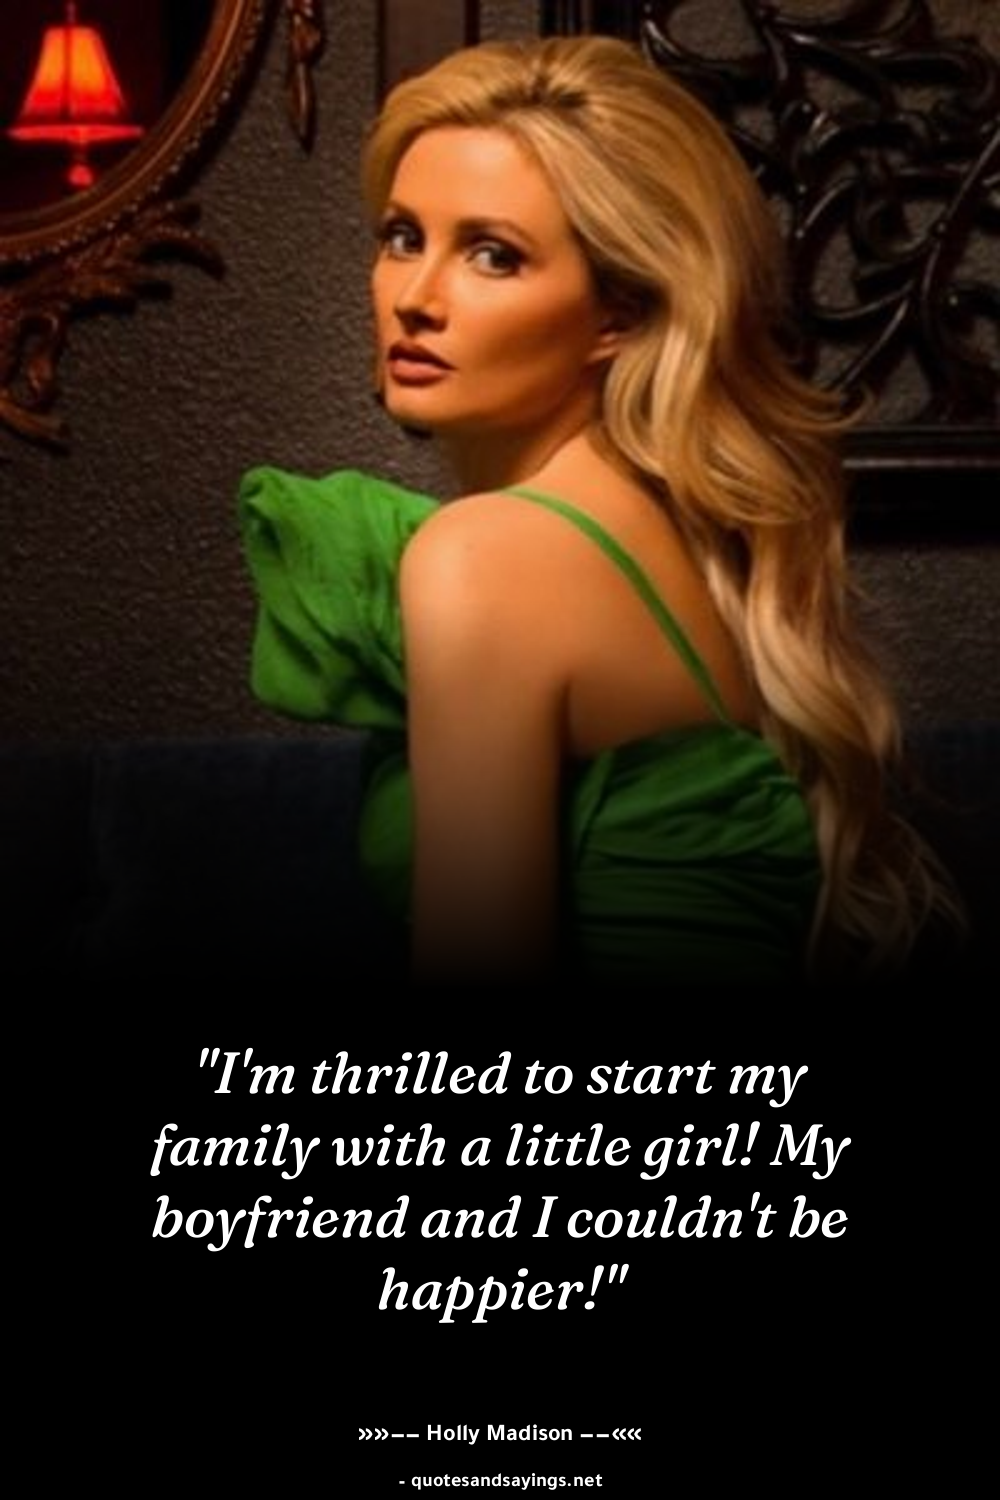 "I'm thrilled to start my
family with a little girl! My
boyfriend and I couldn't be
happier!"
»»–– Holly Madison ––««
- quotesandsayings.net